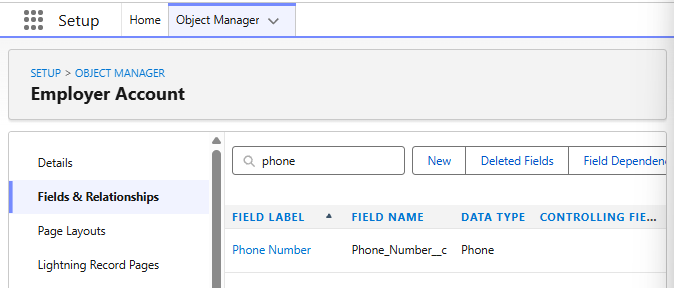 Setup Home Object Manager
SETUP > OBJECT MANAGER
Employer Account
Details
Fields & Relationships
Page Layouts
Lightning Record Pages
phone New Deleted Fields Field Dependen
FIELD LABEL FIELD NAME DATA TYPE CONTROLLING FIE...
Phone Number Phone_Number__c Phone